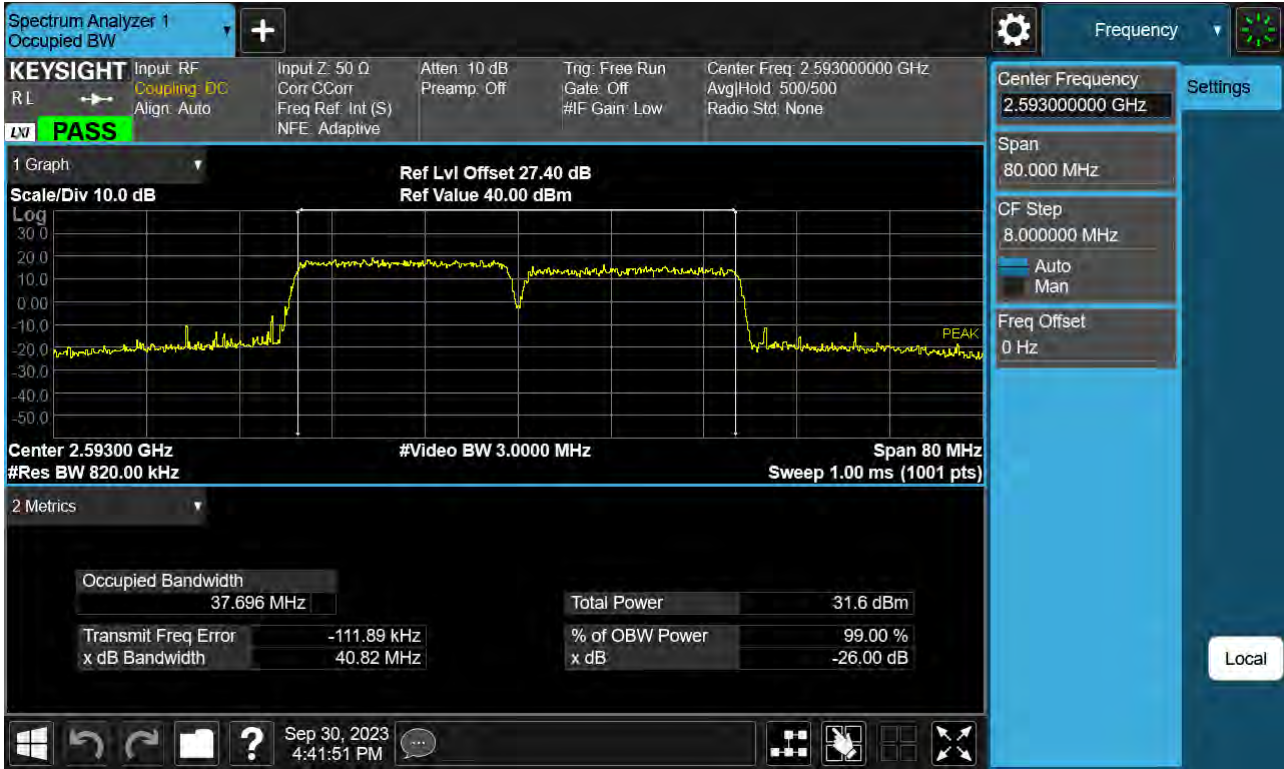 Spectrum Analyzer 1
Occupied BW
Frequency
KEYSIGHT
R L
LXI
PASS
Input: RF
Coupling: DC
Align: Auto
Input Z: 50 Ω
Corr CCorr
Freq Ref: Int (S)
NFE: Adaptive
Atten: 10 dB
Preamp: Off
Trig: Free Run
Gate: Off
#IF Gain: Low
Center Freq: 2.593000000 GHz
Avg|Hold: 500/500
Radio Std: None
1 Graph
Scale/Div 10.0 dB
Ref Lvl Offset 27.40 dB
Ref Value 40.00 dBm
Log
30.0
20.0
10.0
0.00
-10.0
-20.0
-30.0
-40.0
-50.0
PEAK
Center 2.59300 GHz
#Video BW 3.0000 MHz
Span 80 MHz
#Res BW 820.00 kHz
Sweep 1.00 ms (1001 pts)
2 Metrics
Occupied Bandwidth
37.696 MHz
Total Power 31.6 dBm
Transmit Freq Error -111.89 kHz
% of OBW Power 99.00 %
x dB Bandwidth 40.82 MHz
x dB -26.00 dB
Center Frequency
2.593000000 GHz
Span
80.000 MHz
CF Step
8.000000 MHz
Auto
Man
Freq Offset
0 Hz
Settings
Local
?
Sep 30, 2023
4:41:51 PM